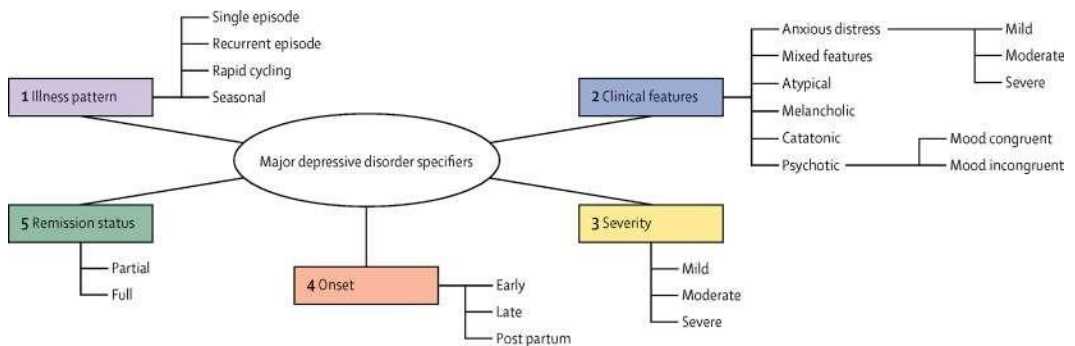 1 Illness pattern
Single episode
Recurrent episode
Rapid cycling
Seasonal
2 Clinical features
Anxious distress
Mild
Moderate
Severe
Mixed features
Atypical
Melancholic
Catatonic
Psychotic
Mood congruent
Mood incongruent
Major depressive disorder specifiers
3 Severity
Mild
Moderate
Severe
4 Onset
Early
Late
Post partum
5 Remission status
Partial
Full